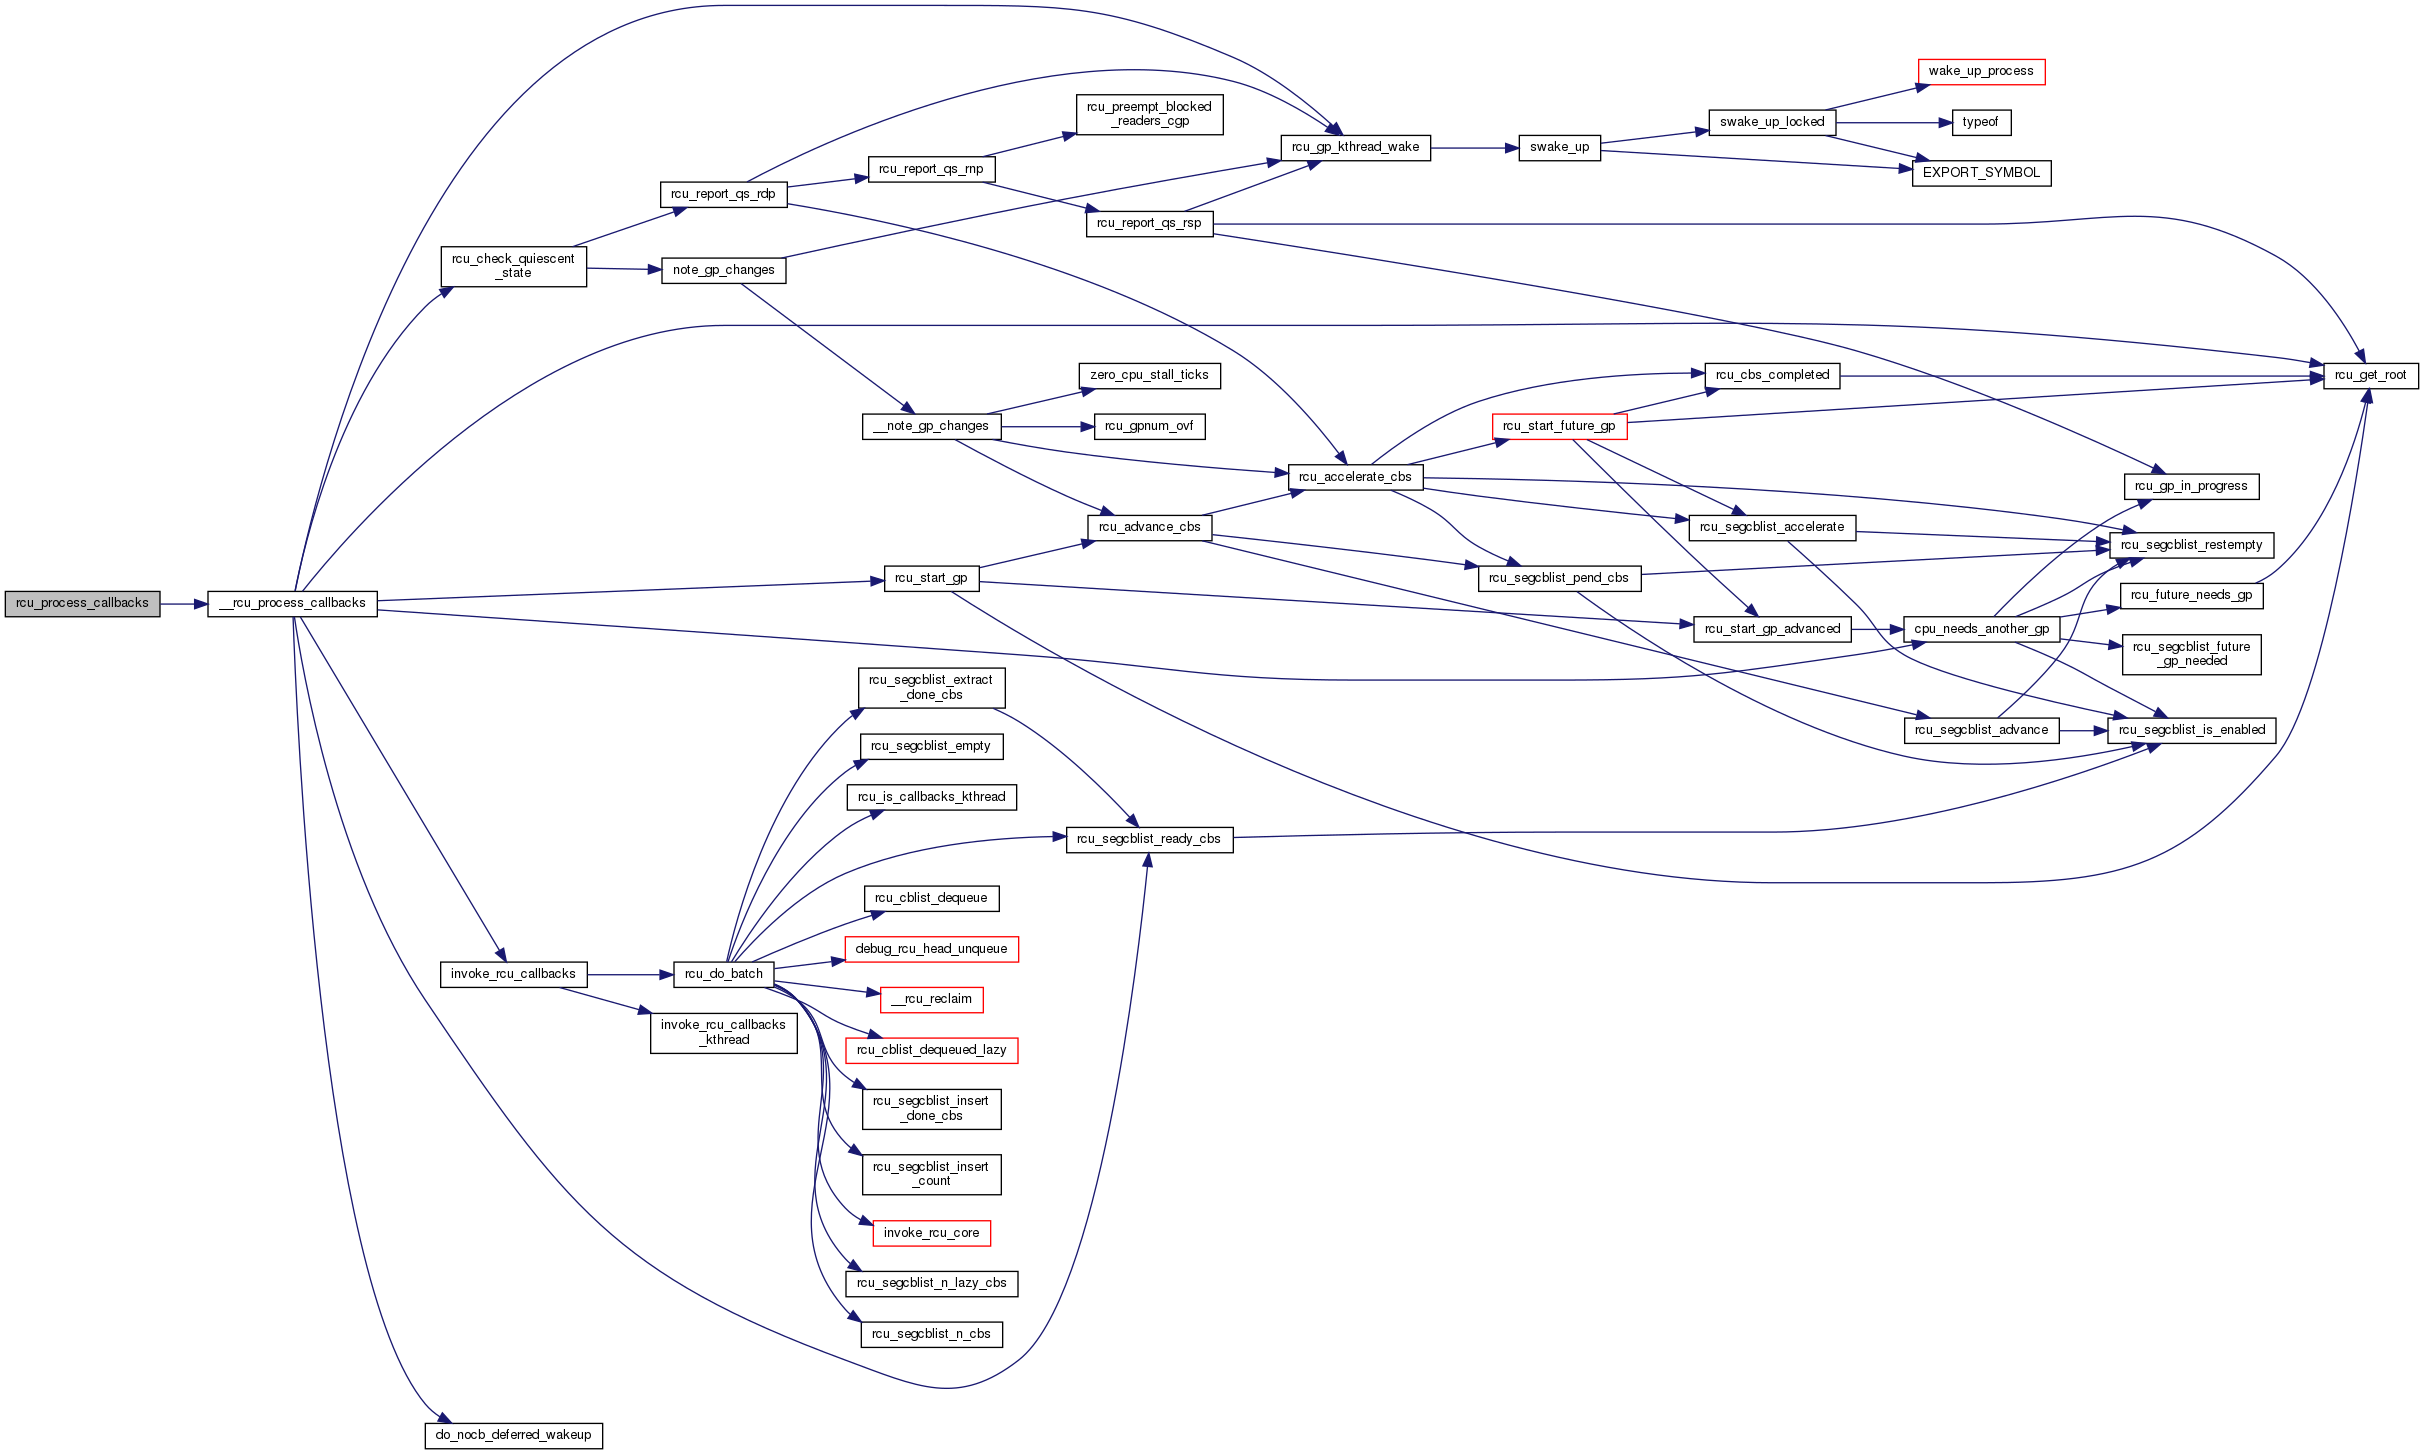 wake_up_process
rcu_preempt_blocked
_readers_cgp
swake_up_locked
typeof
rcu_gp_kthread_wake
swake_up
rcu_report_qs_rnp
EXPORT_SYMBOL
rcu_report_qs_rdp
rcu_report_qs_rsp
rcu_check_quiescent
_state
note_gp_changes
zero_cpu_stall_ticks
rcu_cbs_completed
rcu_get_root
__note_gp_changes
rcu_gpnum_ovf
rcu_start_future_gp
rcu_accelerate_cbs
rcu_gp_in_progress
rcu_advance_cbs
rcu_segcblist_accelerate
rcu_segcblist_restempty
rcu_start_gp
rcu_segcblist_pend_cbs
rcu_future_needs_gp
rcu_process_callbacks
__rcu_process_callbacks
rcu_start_gp_advanced
cpu_needs_another_gp
rcu_segcblist_future
_gp_needed
rcu_segcblist_extract
_done_cbs
rcu_segcblist_advance
rcu_segcblist_is_enabled
rcu_segcblist_empty
rcu_is_callbacks_kthread
rcu_segcblist_ready_cbs
rcu_cblist_dequeue
debug_rcu_head_unqueue
invoke_rcu_callbacks
rcu_do_batch
__rcu_reclaim
invoke_rcu_callbacks
_kthread
rcu_cblist_dequeued_lazy
rcu_segcblist_insert
_done_cbs
rcu_segcblist_insert
_count
invoke_rcu_core
rcu_segcblist_n_lazy_cbs
rcu_segcblist_n_cbs
do_nocb_deferred_wakeup